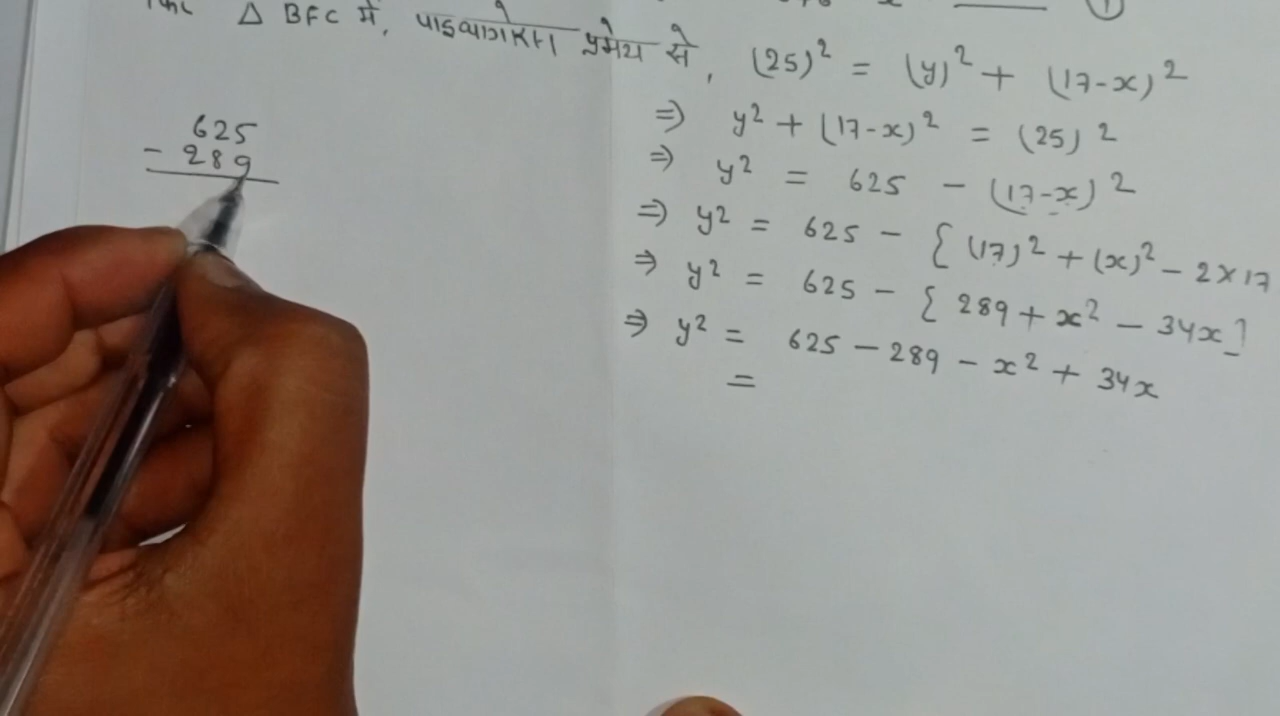 Δ BFC में, पाइथागोरस प्रमेय से, (25)² = (y)² + (17-x)²
⇒ y² + (17-x)² = (25)²
⇒ y² = 625 - (17-x)²
⇒ y² = 625 - { (17)² + (x)² - 2×17
⇒ y² = 625 - { 289 + x² - 34x }
⇒ y² = 625 - 289 - x² + 34x
=
625
- 289